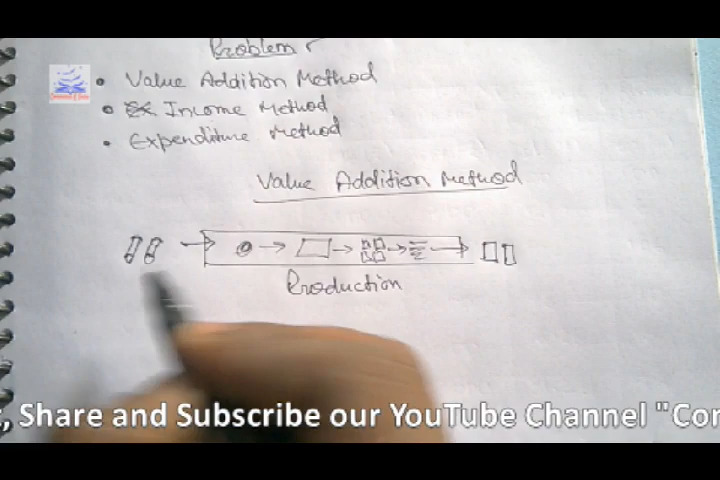 Problem
• Value Addition Method
• Income Method
• Expenditure Method
Value Addition Method
Production
, Share and Subscribe our YouTube Channel "Co